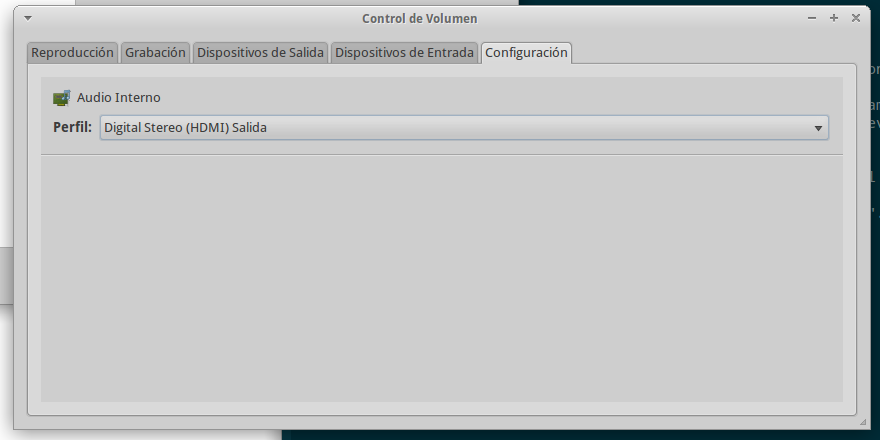 Control de Volumen
Reproducción Grabación Dispositivos de Salida Dispositivos de Entrada Configuración
Audio Interno
Perfil: Digital Stereo (HDMI) Salida